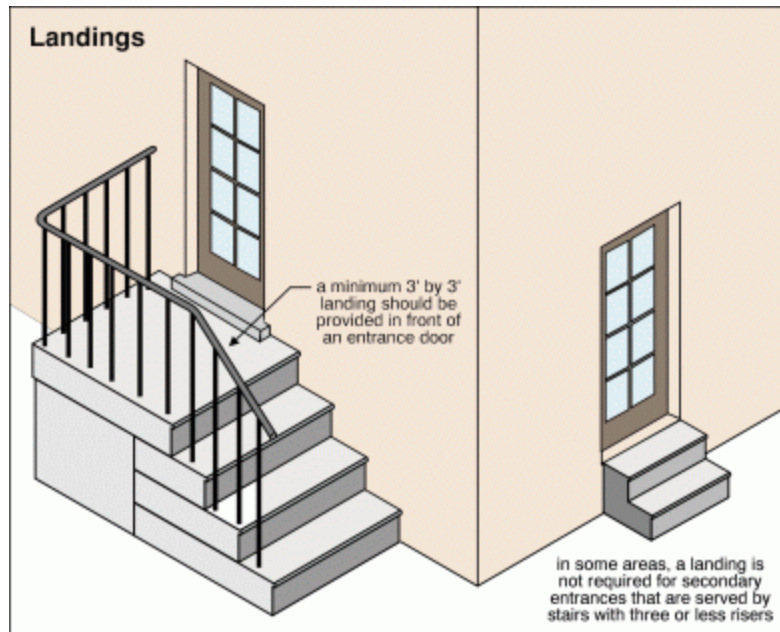 Landings
a minimum 3' by 3'
landing should be
provided in front of
an entrance door
in some areas, a landing is
not required for secondary
entrances that are served by
stairs with three or less risers